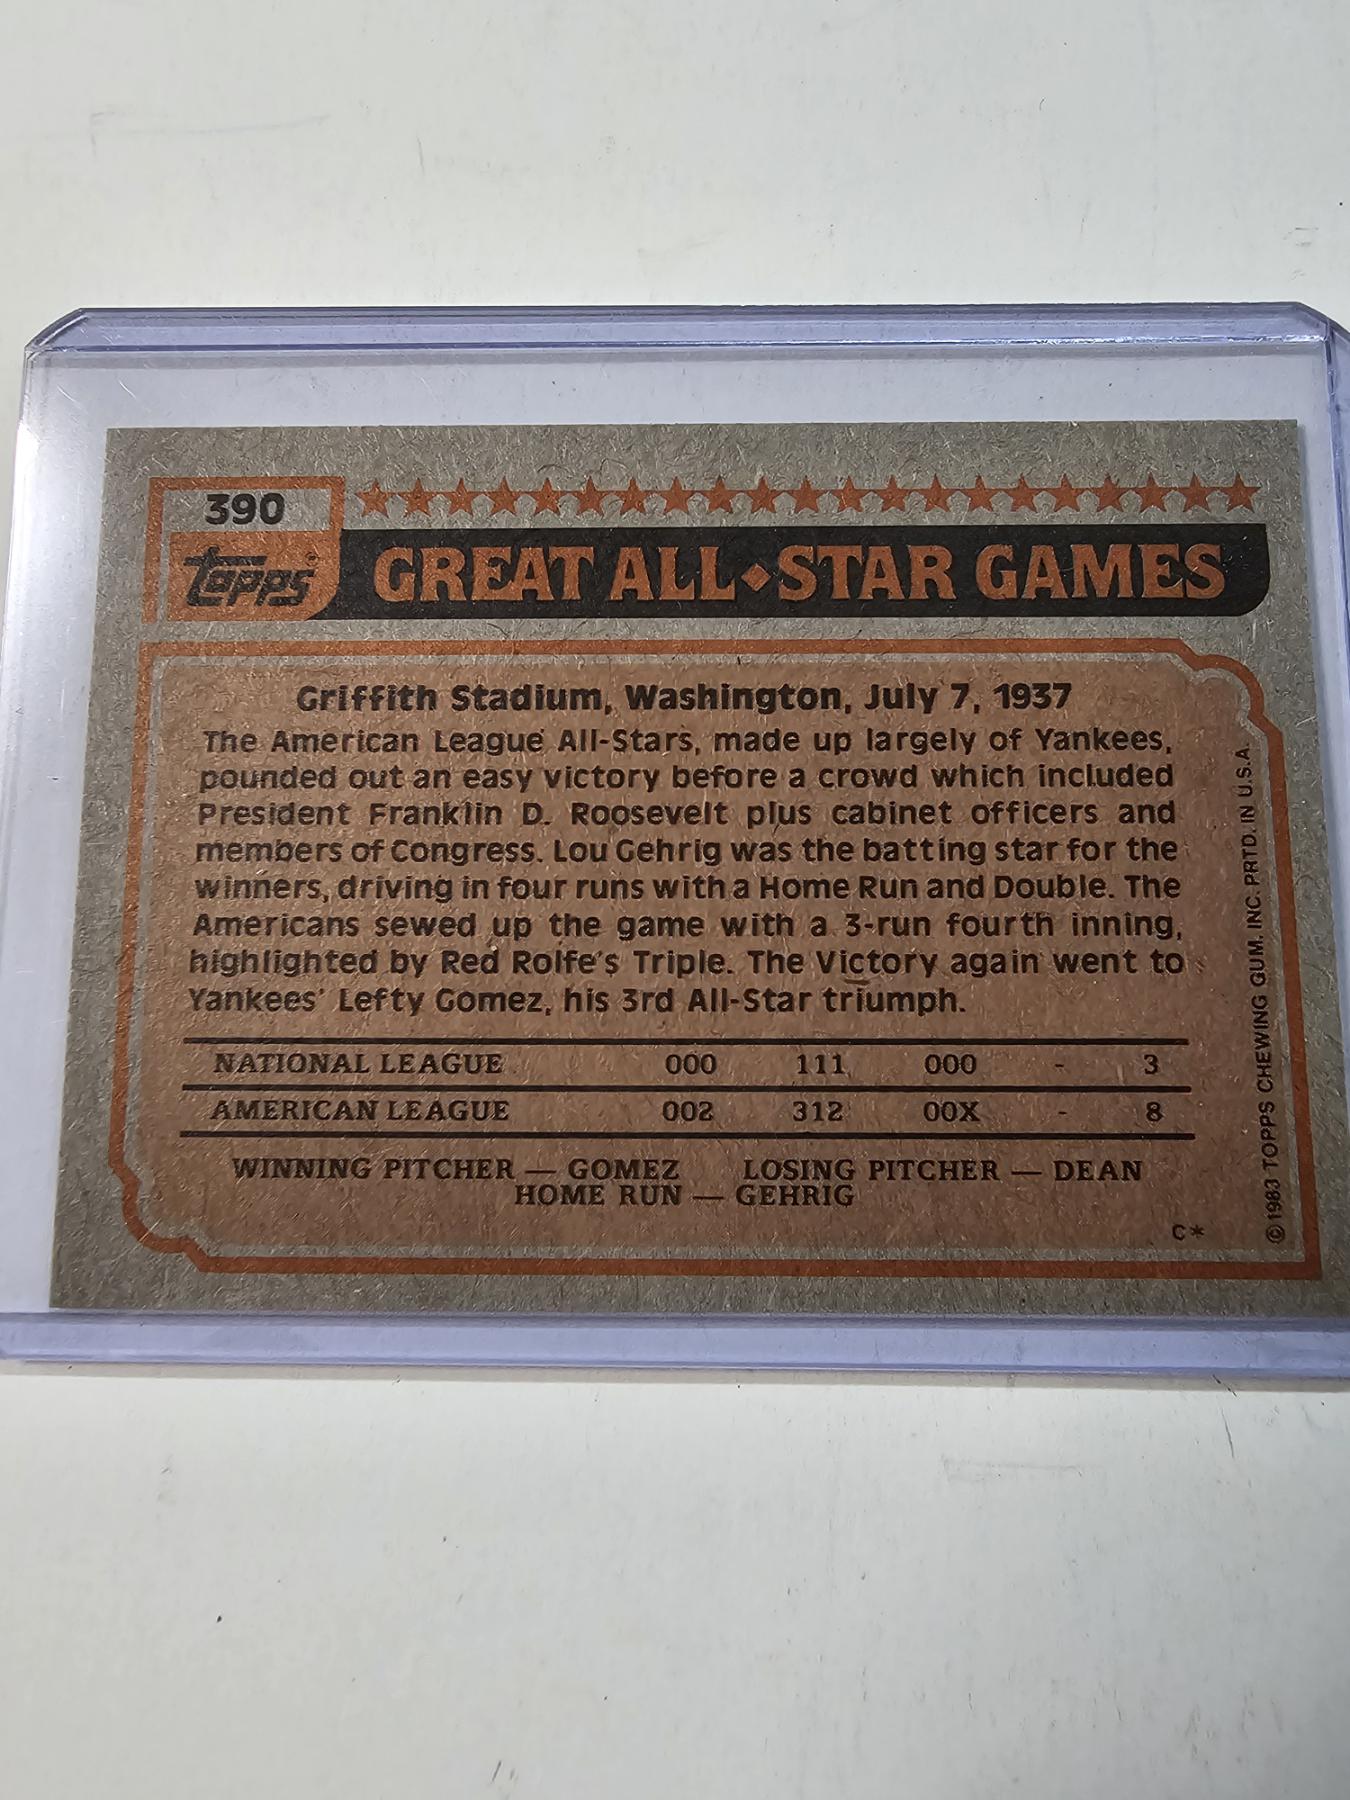 390
Topps
GREAT ALL◆STAR GAMES
Griffith Stadium, Washington, July 7, 1937
The American League All-Stars, made up largely of Yankees,
pounded out an easy victory before a crowd which included
President Franklin D. Roosevelt plus cabinet officers and
members of Congress. Lou Gehrig was the batting star for the
winners, driving in four runs with a Home Run and Double. The
Americans sewed up the game with a 3-run fourth inning,
highlighted by Red Rolfe's Triple. The Victory again went to
Yankees' Lefty Gomez, his 3rd All-Star triumph.
NATIONAL LEAGUE 000 111 000 - 3
AMERICAN LEAGUE 002 312 00X - 8
WINNING PITCHER — GOMEZ LOSING PITCHER — DEAN
HOME RUN — GEHRIG
C*
©1983 TOPPS CHEWING GUM, INC. PRTD. IN U.S.A.